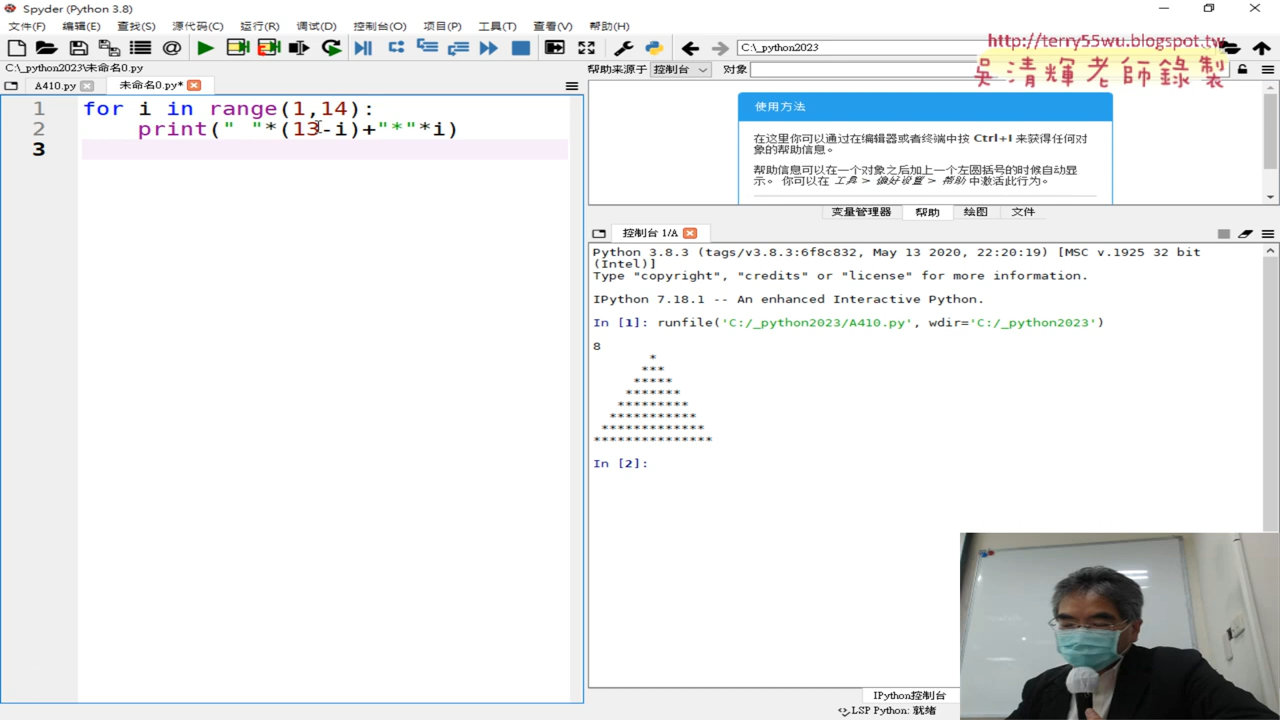 Spyder (Python 3.8)
文件(F) 编辑(E) 查找(S) 源代码(C) 运行(R) 调试(D) 控制台(O) 项目(P) 工具(T) 查看(V) 帮助(H)
C:\_python2023
http://terry55wu.blogspot.tw
吳清輝老師錄製
C:\_python2023\未命名0.py
帮助来源于 控制台 对象
A410.py 未命名0.py*
1 for i in range(1,14):
2 print(" "*(13-i)+"*"*i)
3
使用方法
在这里你可以通过在编辑器或者终端中按 Ctrl+I 来获得任何对
象的帮助信息。
帮助信息可以在一个对象之后加上一个左圆括号的时候自动显
示。 你可以在 工具 > 偏好设置 > 帮助 中激活此行为。
变量管理器 帮助 绘图 文件
控制台 1/A
Python 3.8.3 (tags/v3.8.3:6f8c832, May 13 2020, 22:20:19) [MSC v.1925 32 bit
(Intel)]
Type "copyright", "credits" or "license" for more information.
IPython 7.18.1 -- An enhanced Interactive Python.
In [1]: runfile('C:/_python2023/A410.py', wdir='C:/_python2023')
8
*
***
*****
*******
*********
***********
*************
***************
In [2]:
IPython控制台
LSP Python: 就绪